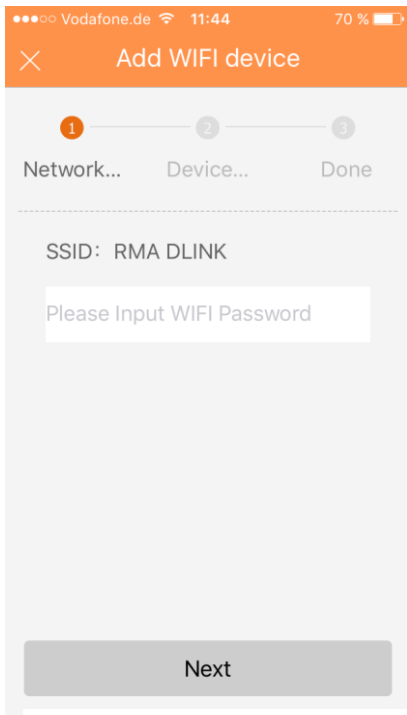 ●●●○○ Vodafone.de 11:44 70 %
Add WIFI device
1 2 3
Network... Device... Done
SSID: RMA DLINK
Please Input WIFI Password
Next